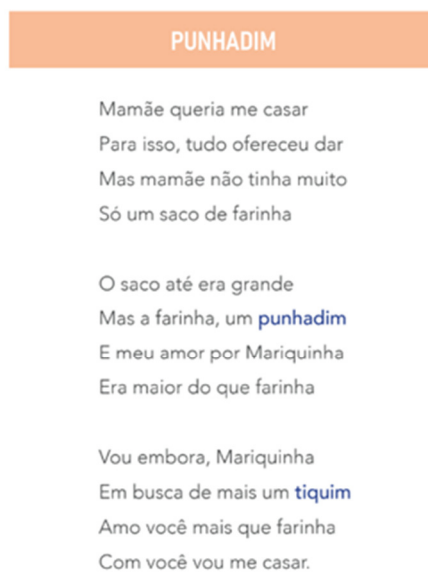 PUNHADIM
Mamãe queria me casar
Para isso, tudo ofereceu dar
Mas mamãe não tinha muito
Só um saco de farinha
O saco até era grande
Mas a farinha, um punhadim
E meu amor por Mariquinha
Era maior do que farinha
Vou embora, Mariquinha
Em busca de mais um tiquim
Amo você mais que farinha
Com você vou me casar.